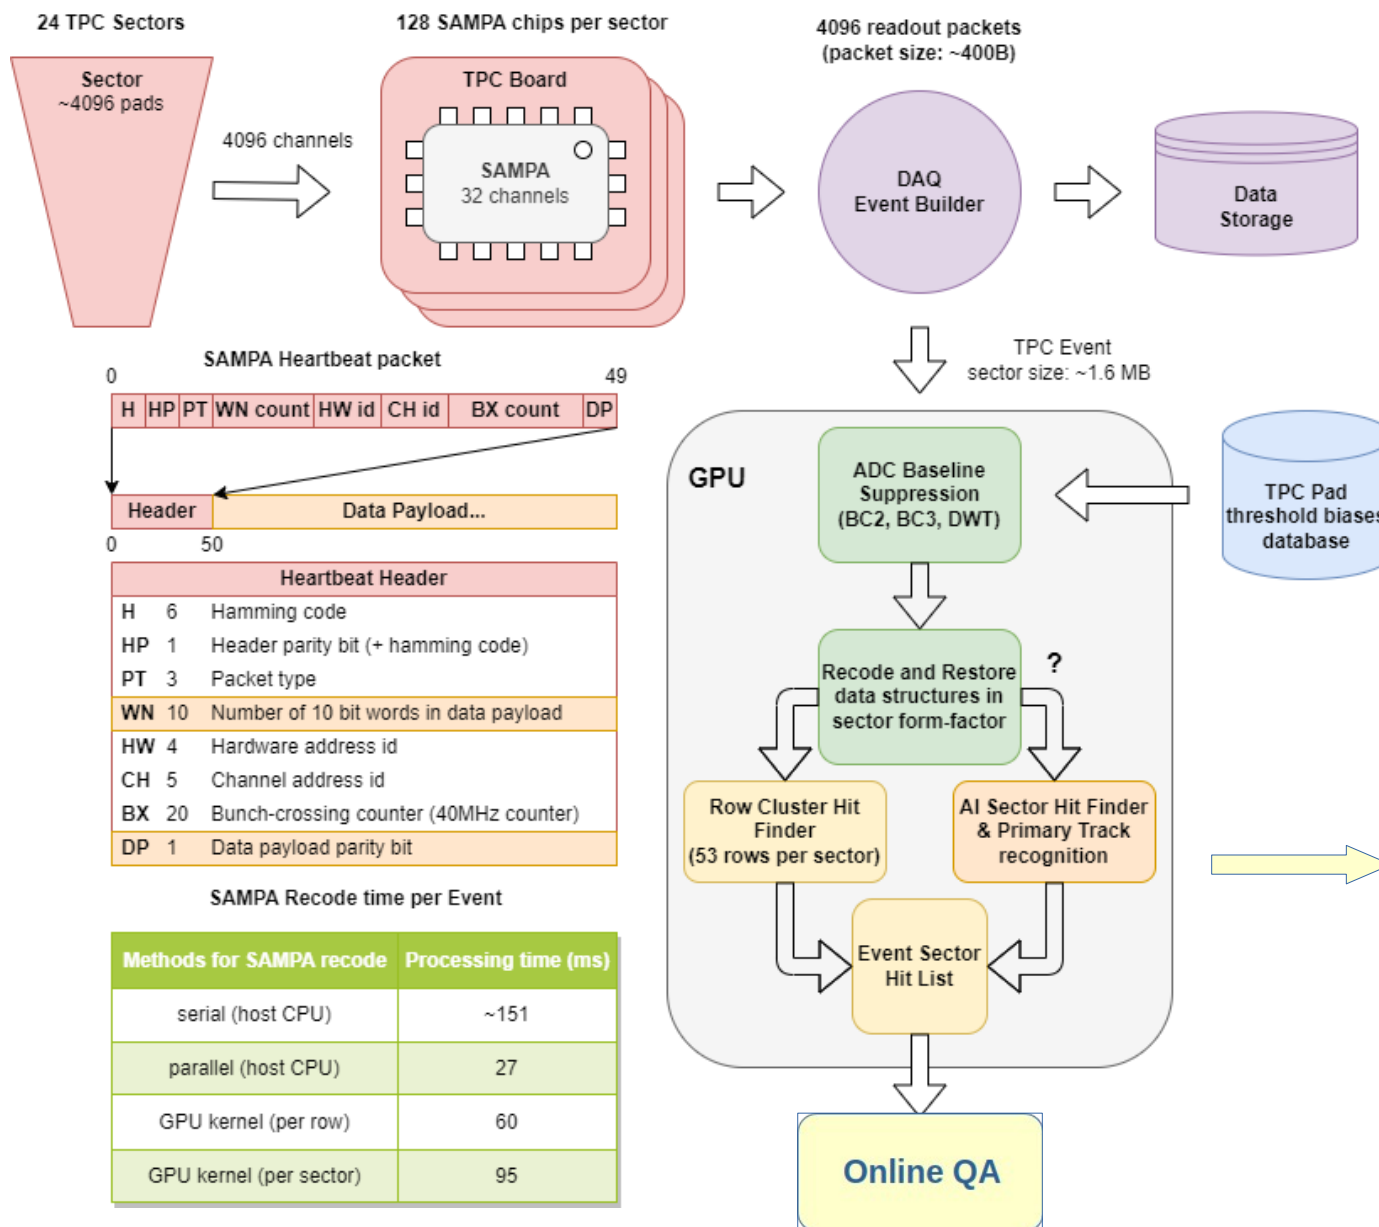 24 TPC Sectors
128 SAMPA chips per sector
4096 readout packets
(packet size: ~400B)
Sector
~4096 pads
4096 channels
TPC Board
SAMPA
32 channels
DAQ
Event Builder
Data
Storage
TPC Event
sector size: ~1.6 MB
SAMPA Heartbeat packet
0 49
H HP PT WN count HW id CH id BX count DP
Header Data Payload...
0 50
Heartbeat Header
H 6 Hamming code
HP 1 Header parity bit (+ hamming code)
PT 3 Packet type
WN 10 Number of 10 bit words in data payload
HW 4 Hardware address id
CH 5 Channel address id
BX 20 Bunch-crossing counter (40MHz counter)
DP 1 Data payload parity bit
SAMPA Recode time per Event
Methods for SAMPA recode Processing time (ms)
serial (host CPU) ~151
parallel (host CPU) 27
GPU kernel (per row) 60
GPU kernel (per sector) 95
GPU
ADC Baseline
Suppression
(BC2, BC3, DWT)
TPC Pad
threshold biases
database
Recode and Restore
data structures in
sector form-factor
?
Row Cluster Hit
Finder
(53 rows per sector)
AI Sector Hit Finder
& Primary Track
recognition
Event Sector
Hit List
Online QA